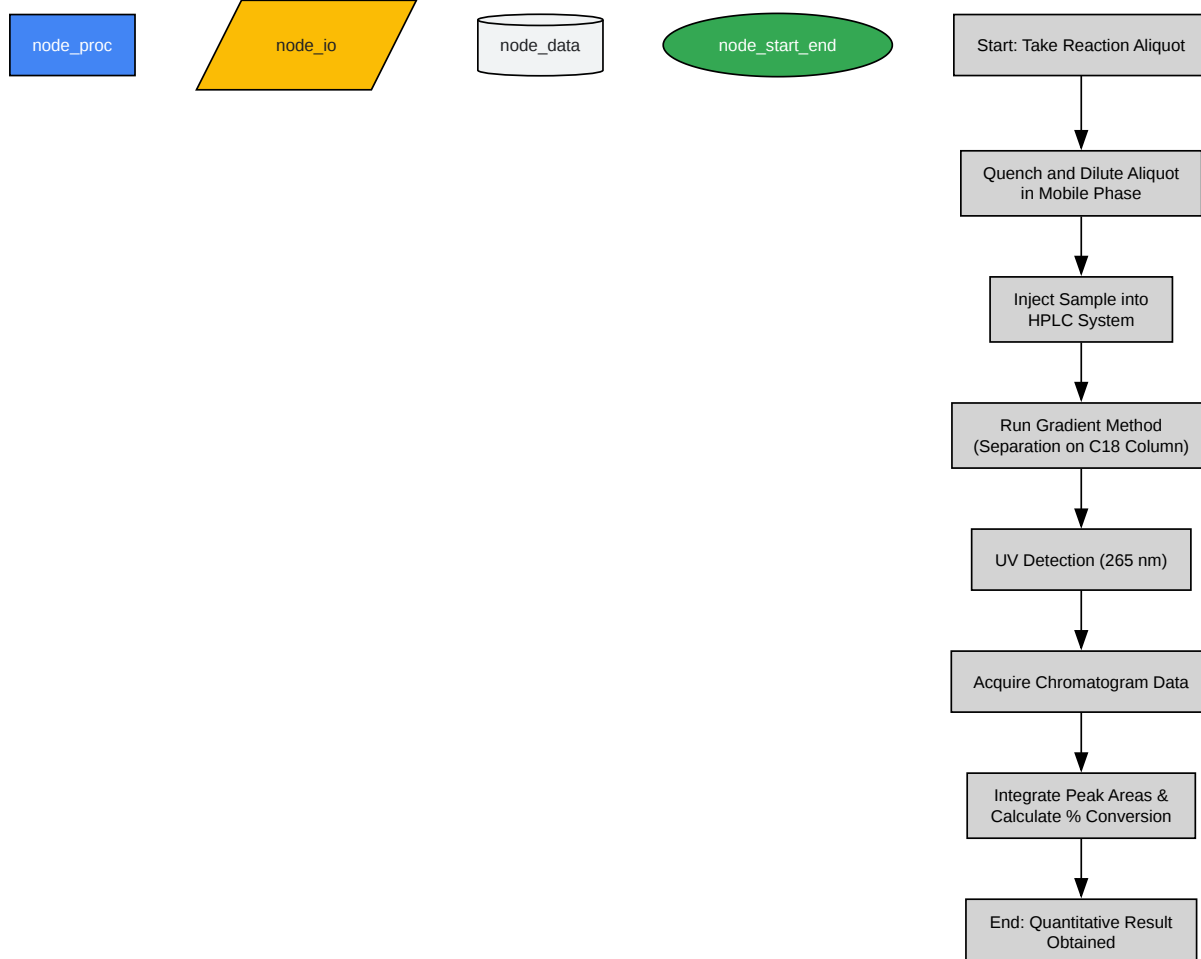 node_proc
node_io
node_data
node_start_end
Start: Take Reaction Aliquot
Quench and Dilute Aliquot
in Mobile Phase
Inject Sample into
HPLC System
Run Gradient Method
(Separation on C18 Column)
UV Detection (265 nm)
Acquire Chromatogram Data
Integrate Peak Areas &
Calculate % Conversion
End: Quantitative Result
Obtained